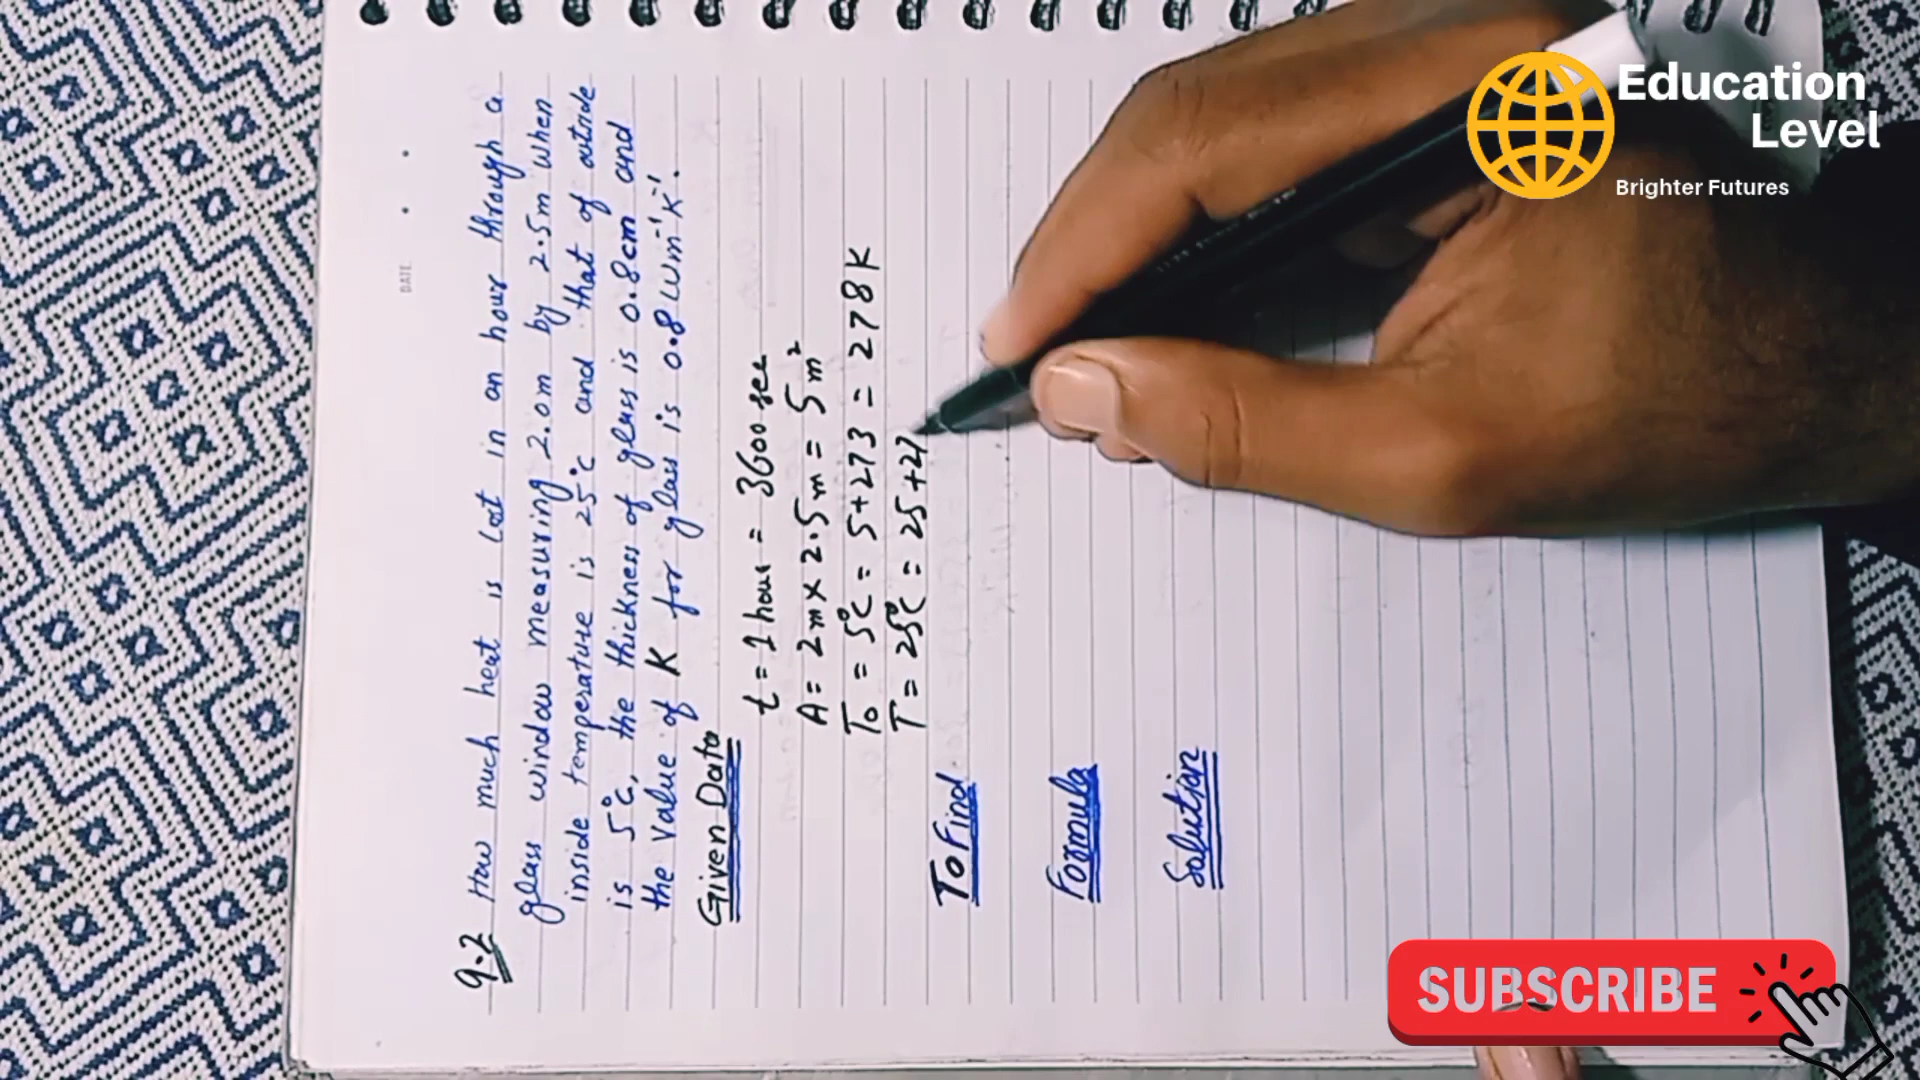 9.2 How much heat is lost in an hour through a
glass window measuring 2.0m by 2.5m when
inside temperature is 25°c and that of outside
is 5°c, the thickness of glass is 0.8cm and
the value of K for glass is 0.8 Wm⁻¹K⁻¹.
Given Data
t = 1 hour = 3600 sec
A = 2m x 2.5m = 5m²
To = 5°c = 5+273 = 278 K
T = 25°c = 25+27
To Find
Formula
Solution
DATE
Education
Level
Brighter Futures
SUBSCRIBE